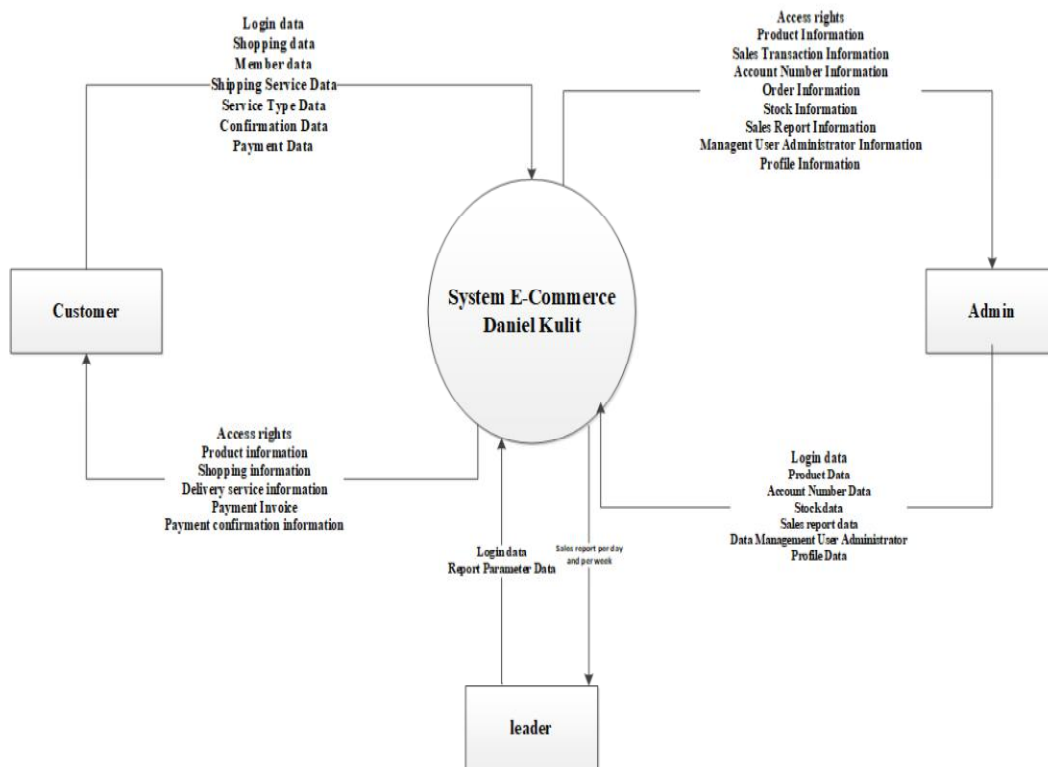 Login data
Shopping data
Member data
Shipping Service Data
Service Type Data
Confirmation Data
Payment Data
Access rights
Product Information
Sales Transaction Information
Account Number Information
Order Information
Stock Information
Sales Report Information
Managent User Administrator Information
Profile Information
Customer
System E-Commerce
Daniel Kulit
Admin
Access rights
Product information
Shopping information
Delivery service information
Payment Invoice
Payment confirmation information
Login data
Product Data
Account Number Data
Stock data
Sales report data
Data Management User Administrator
Profile Data
Login data
Report Parameter Data
Sales report per day
and per week
leader